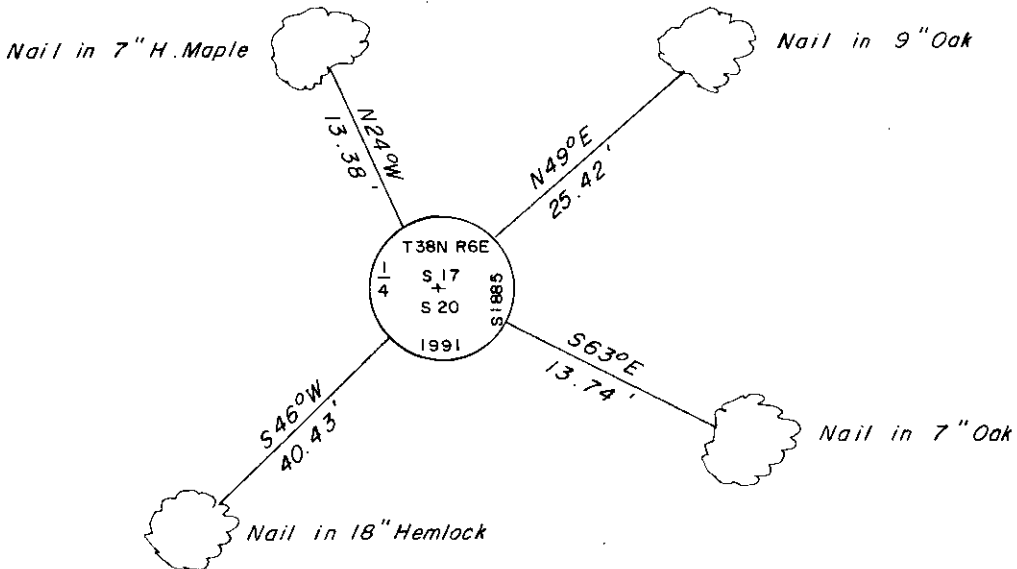 Nail in 7" H. Maple
Nail in 9" Oak
N24°W
13.38'
N49°E
25.42'
T38N R6E
1/4
S 17
+
S 20
S1885
1991
S63°E
13.74'
S46°W
40.43'
Nail in 7" Oak
Nail in 18" Hemlock